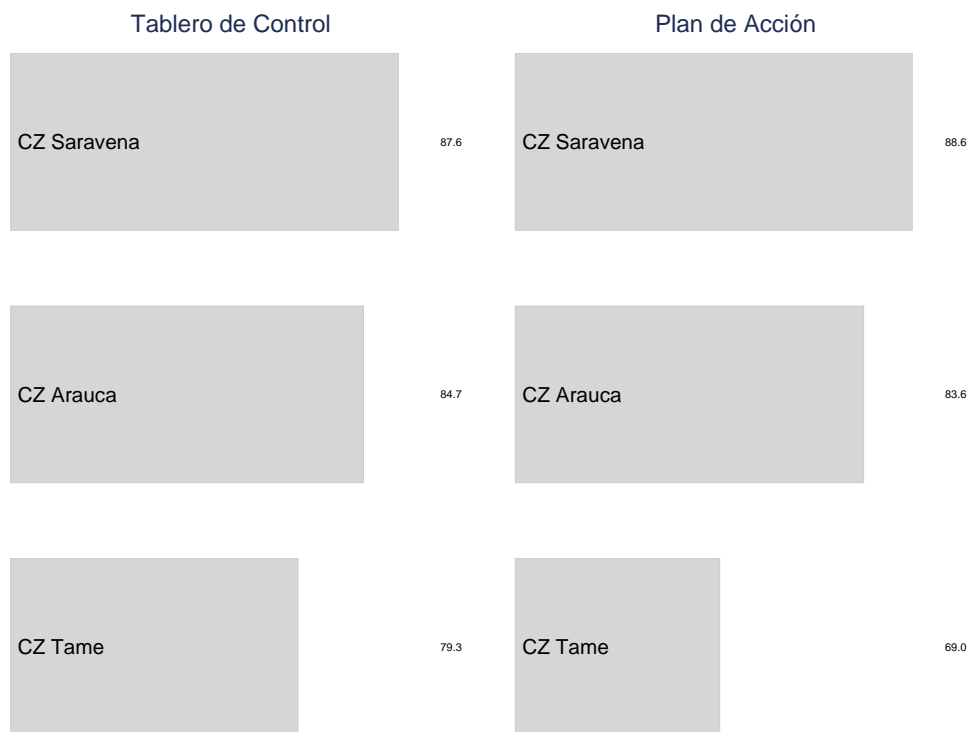 Tablero de Control
Plan de Acción
CZ Saravena
87.6
CZ Saravena
88.6
CZ Arauca
84.7
CZ Arauca
83.6
CZ Tame
79.3
CZ Tame
69.0